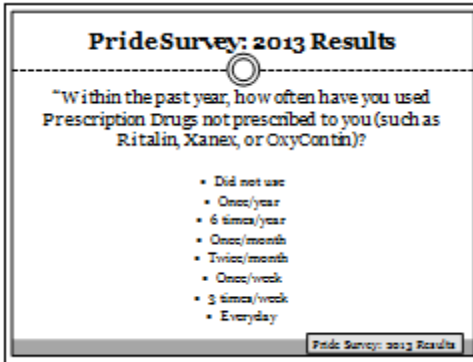 Pride Survey: 2013 Results
"Within the past year, how often have you used
Prescription Drugs not prescribed to you (such as
Ritalin, Xanex, or OxyContin)?
▪ Did not use
▪ Once/year
▪ 6 times/year
▪ Once/month
▪ Twice/month
▪ Once/week
▪ 3 times/week
▪ Everyday
Pride Survey: 2013 Results